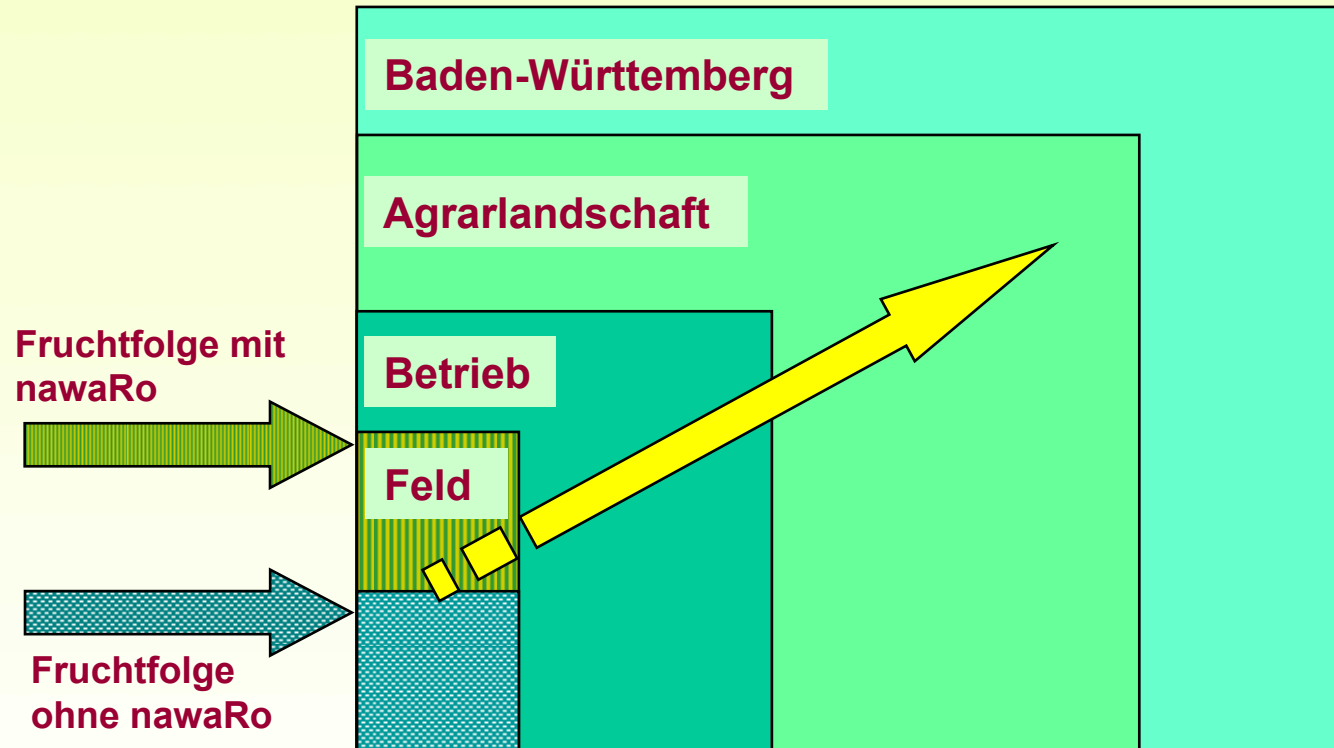 Baden-Württemberg
Agrarlandschaft
Fruchtfolge mit
nawaRo
Betrieb
Feld
Fruchtfolge
ohne nawaRo